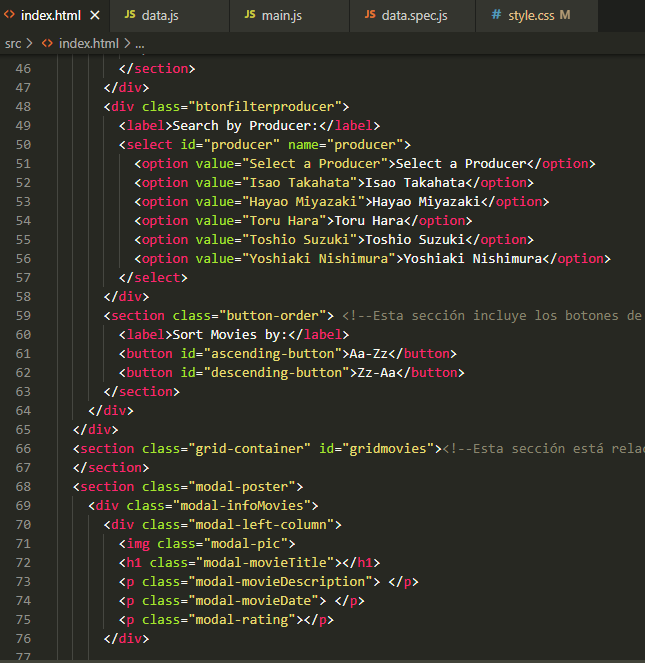 index.html × JS data.js JS main.js JS data.spec.js # style.css M
src > index.html > ...
46 </section>
47 </div>
48 <div class="btonfilterproducer">
49 <label>Search by Producer:</label>
50 <select id="producer" name="producer">
51 <option value="Select a Producer">Select a Producer</option>
52 <option value="Isao Takahata">Isao Takahata</option>
53 <option value="Hayao Miyazaki">Hayao Miyazaki</option>
54 <option value="Toru Hara">Toru Hara</option>
55 <option value="Toshio Suzuki">Toshio Suzuki</option>
56 <option value="Yoshiaki Nishimura">Yoshiaki Nishimura</option>
57 </select>
58 </div>
59 <section class="button-order"> <!--Esta sección incluye los botones de
60 <label>Sort Movies by:</label>
61 <button id="ascending-button">Aa-Zz</button>
62 <button id="descending-button">Zz-Aa</button>
63 </section>
64 </div>
65 </div>
66 <section class="grid-container" id="gridmovies"><!--Esta sección está rela
67 </section>
68 <section class="modal-poster">
69 <div class="modal-infoMovies">
70 <div class="modal-left-column">
71 <img class="modal-pic">
72 <h1 class="modal-movieTitle"></h1>
73 <p class="modal-movieDescription"> </p>
74 <p class="modal-movieDate"> </p>
75 <p class="modal-rating"></p>
76 </div>
77